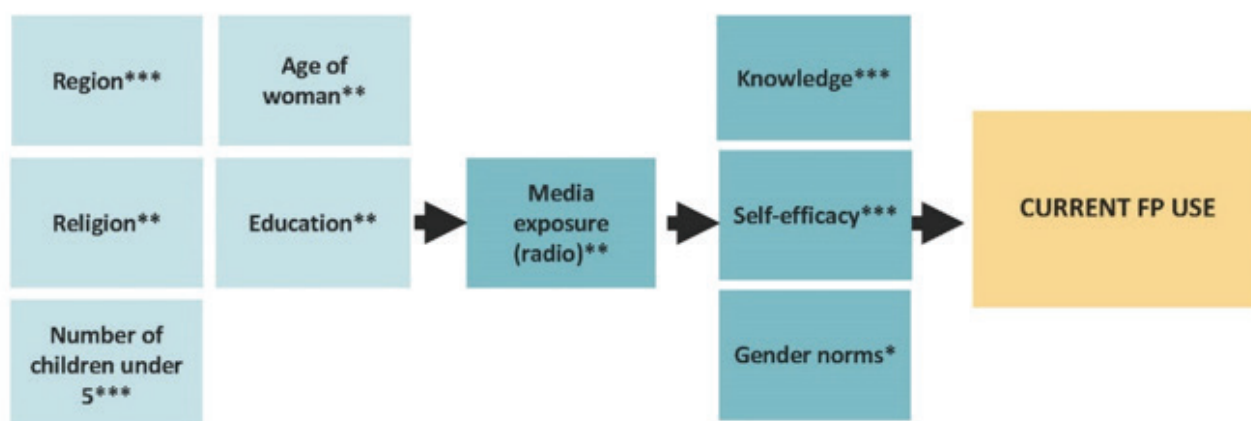 Region***
Age of
woman**
Religion**
Education**
Number of
children under
5***
Media
exposure
(radio)**
Knowledge***
Self-efficacy***
Gender norms*
CURRENT FP USE